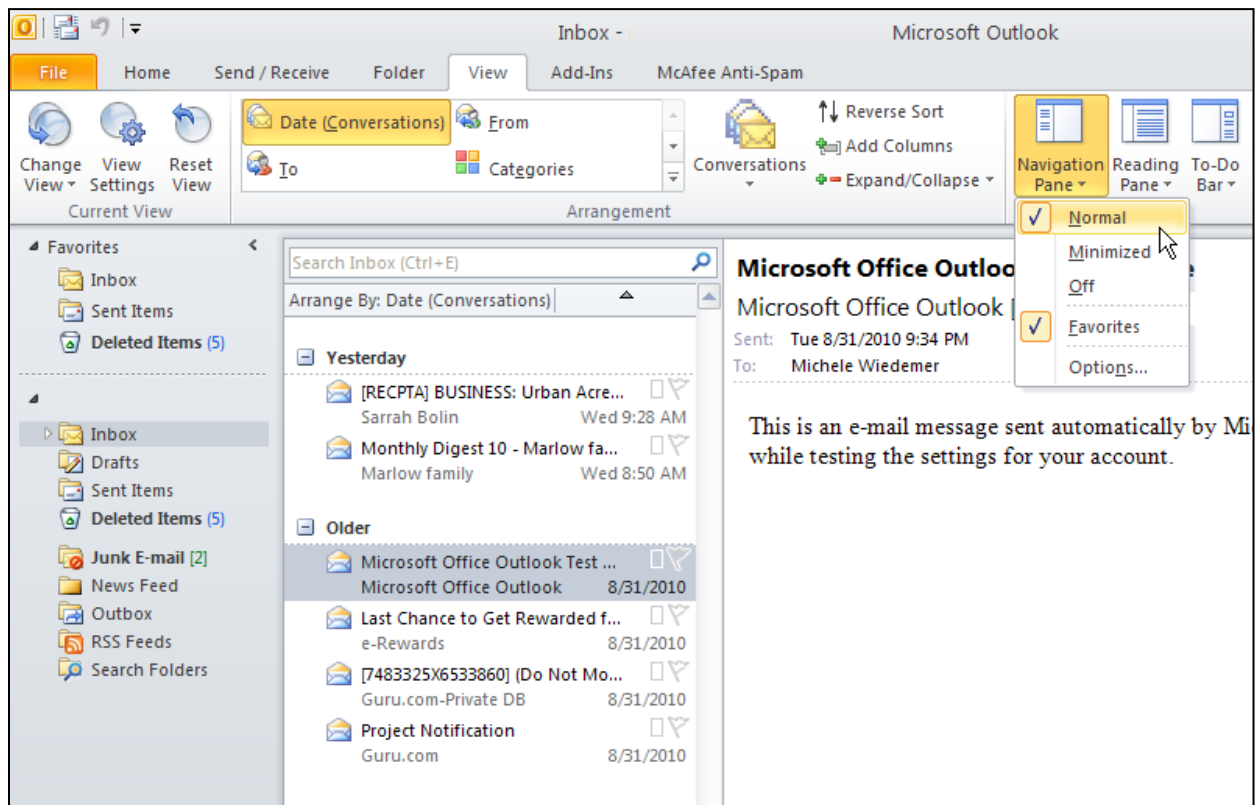 Inbox - Microsoft Outlook
File Home Send / Receive Folder View Add-Ins McAfee Anti-Spam
Change View
View Settings
Reset View
Current View
Date (Conversations)
From
To
Categories
Arrangement
Conversations
Reverse Sort
Add Columns
Expand/Collapse
Navigation Pane
Reading Pane
To-Do Bar
Normal
Minimized
Off
Favorites
Options...
Favorites
Inbox
Sent Items
Deleted Items (5)
Inbox
Drafts
Sent Items
Deleted Items (5)
Junk E-mail [2]
News Feed
Outbox
RSS Feeds
Search Folders
Search Inbox (Ctrl+E)
Arrange By: Date (Conversations)
Yesterday
[RECPTA] BUSINESS: Urban Acre...
Sarrah Bolin Wed 9:28 AM
Monthly Digest 10 - Marlow fa...
Marlow family Wed 8:50 AM
Older
Microsoft Office Outlook Test ...
Microsoft Office Outlook 8/31/2010
Last Chance to Get Rewarded f...
e-Rewards 8/31/2010
[7483325X6533860] (Do Not Mo...
Guru.com-Private DB 8/31/2010
Project Notification
Guru.com 8/31/2010
Microsoft Office
Microsoft Office Outlook
Sent: Tue 8/31/2010 9:34 PM
To: Michele Wiedemer
This is an e-mail message sent automatically by
while testing the settings for your account.